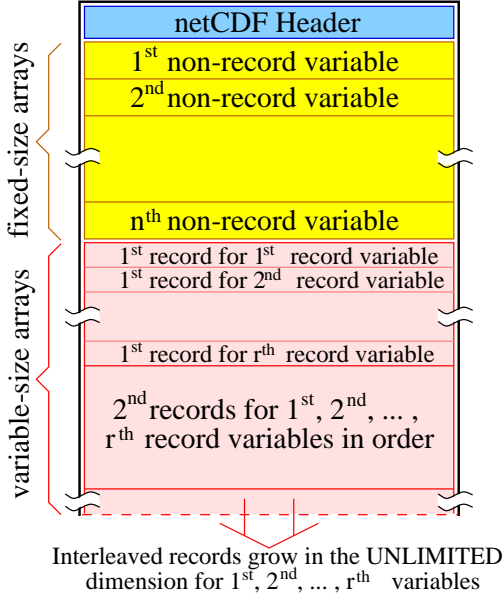 netCDF Header
1st non-record variable
2nd non-record variable
nth non-record variable
fixed-size arrays
1st record for 1st record variable
1st record for 2nd record variable
1st record for rth record variable
2nd records for 1st, 2nd, ... ,
rth record variables in order
variable-size arrays
Interleaved records grow in the UNLIMITED
dimension for 1st, 2nd, ... , rth variables